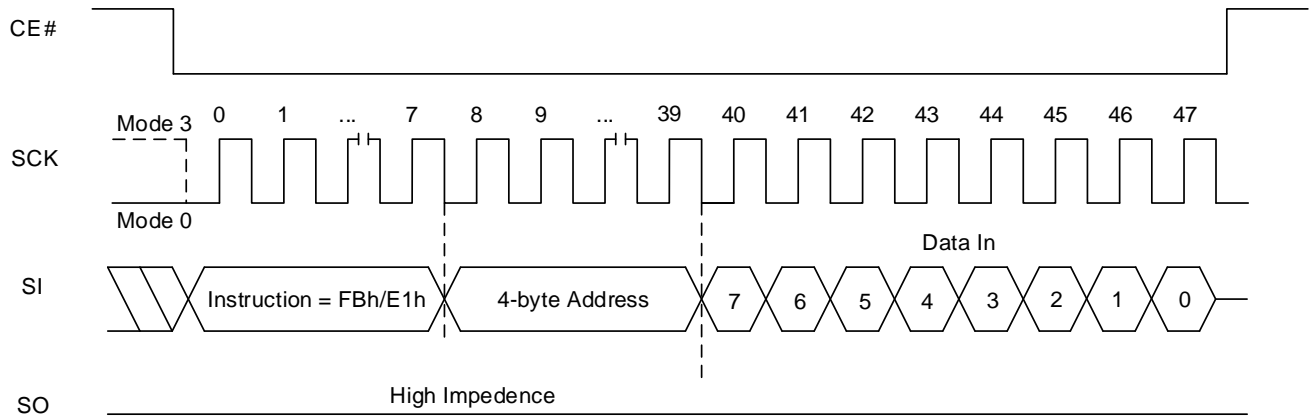 CE#
SCK
Mode 3
Mode 0
0 1 ... 7 8 9 ... 39 40 41 42 43 44 45 46 47
Data In
SI
Instruction = FBh/E1h
4-byte Address
7 6 5 4 3 2 1 0
High Impedence
SO